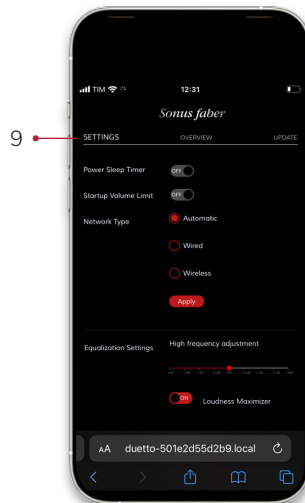 TIM 12:31
Sonus faber
9
SETTINGS OVERVIEW UPDATE
Power Sleep Timer OFF
Startup Volume Limit OFF
Network Type Automatic
Wired
Wireless
Apply
Equalization Settings High frequency adjustment
ON Loudness Maximizer
AA duetto-501e2d55d2b9.local